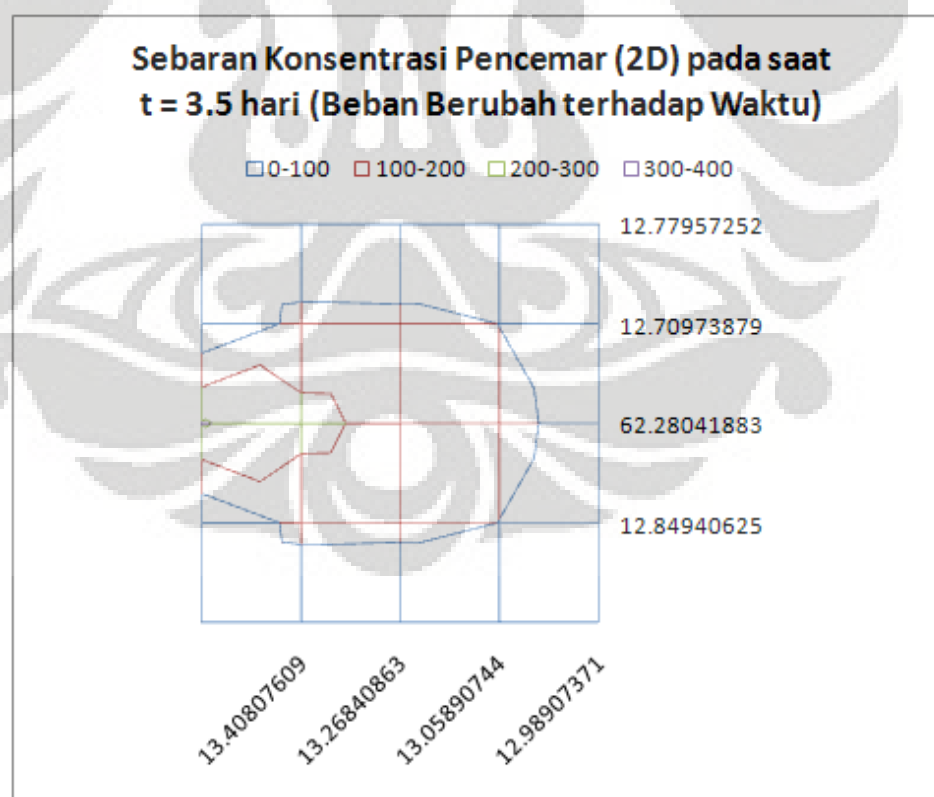 Sebaran Konsentrasi Pencemar (2D) pada saat
t = 3.5 hari (Beban Berubah terhadap Waktu)
0-100 100-200 200-300 300-400
12.77957252
12.70973879
62.28041883
12.84940625
13.40807609
13.26840863
13.05890744
12.98907371